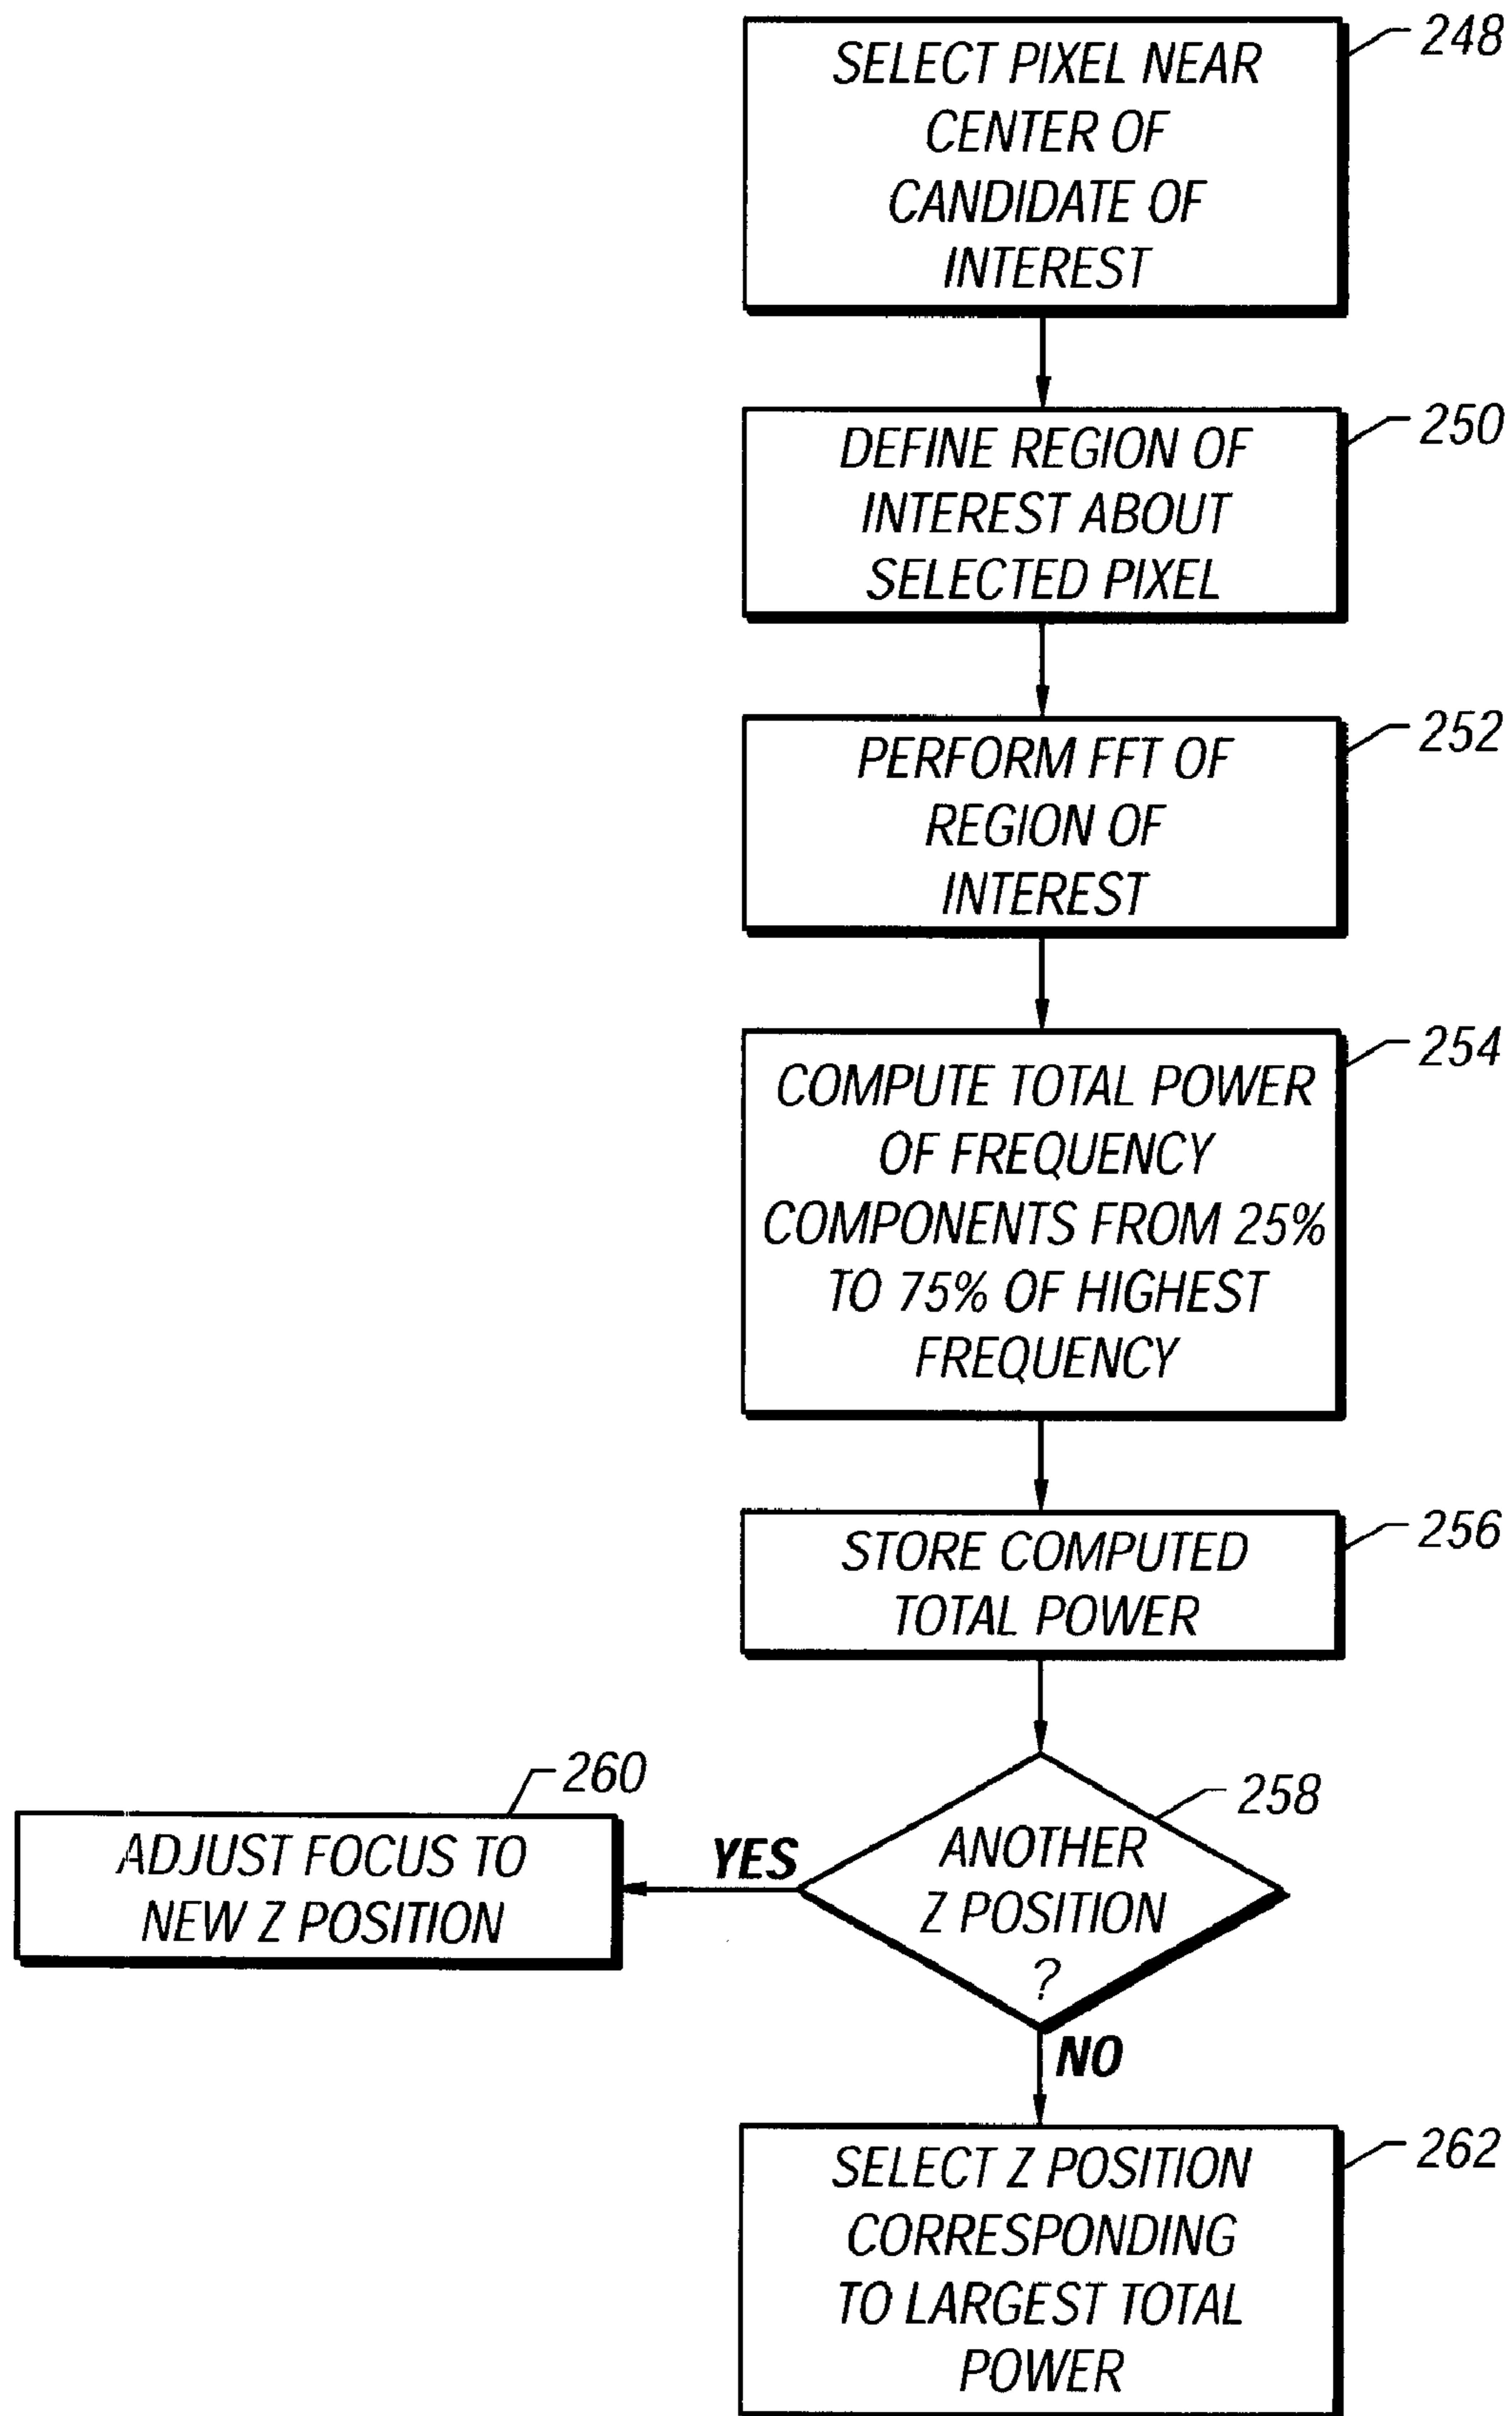 SELECT PIXEL NEAR
CENTER OF
CANDIDATE OF
INTEREST
248
DEFINE REGION OF
INTEREST ABOUT
SELECTED PIXEL
250
PERFORM FFT OF
REGION OF
INTEREST
252
COMPUTE TOTAL POWER
OF FREQUENCY
COMPONENTS FROM 25%
TO 75% OF HIGHEST
FREQUENCY
254
STORE COMPUTED
TOTAL POWER
256
ANOTHER
Z POSITION
?
258
YES
ADJUST FOCUS TO
NEW Z POSITION
260
NO
SELECT Z POSITION
CORRESPONDING
TO LARGEST TOTAL
POWER
262